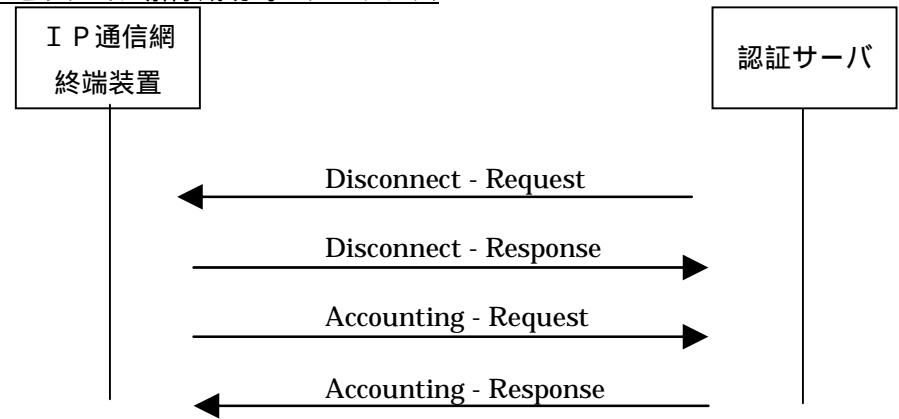 ＩＰ通信網
終端装置
認証サーバ
Disconnect - Request
Disconnect - Response
Accounting - Request
Accounting - Response